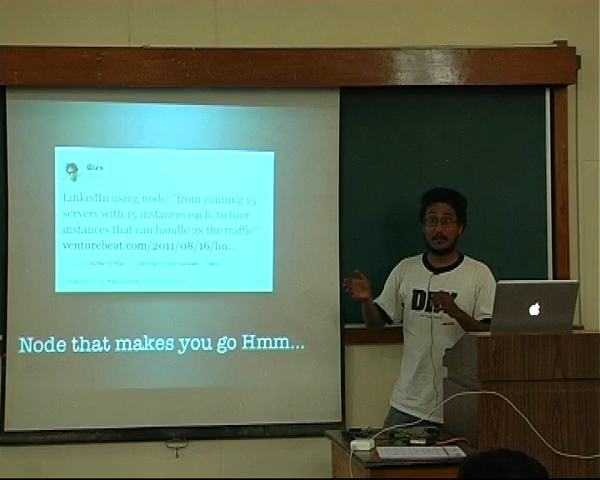 LinkedIn using node: "from running 15
servers with 15 instances each, to four
instances that can handle 2x the traffic"
venturebeat.com/2011/08/16/lin...
Node that makes you go Hmm...